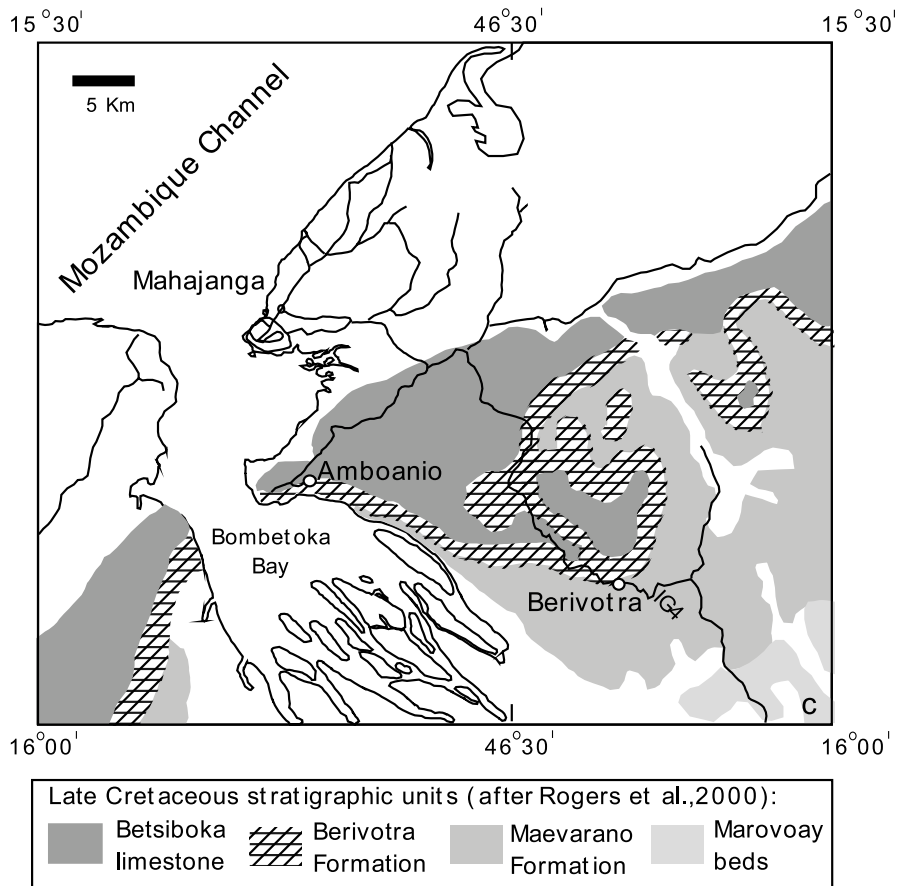 15°30' 46°30' 15°30'
5 Km
Mozambique Channel
Mahajanga
Amboanio
Bombetoka
Bay
Berivotra
c
16°00' 46°30' 16°00'
Late Cretaceous stratigraphic units (after Rogers et al.,2000):
Betsiboka
limestone
Berivotra
Formation
Maevarano
Formation
Marovoay
beds